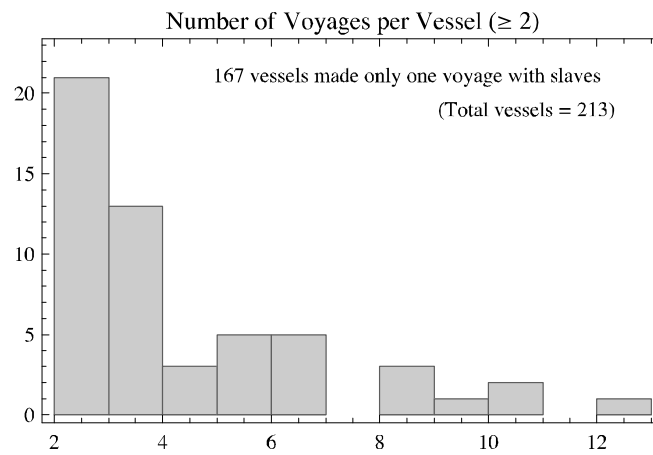 Number of Voyages per Vessel (≥ 2)
167 vessels made only one voyage with slaves
(Total vessels = 213)
20
15
10
5
0
2 4 6 8 10 12